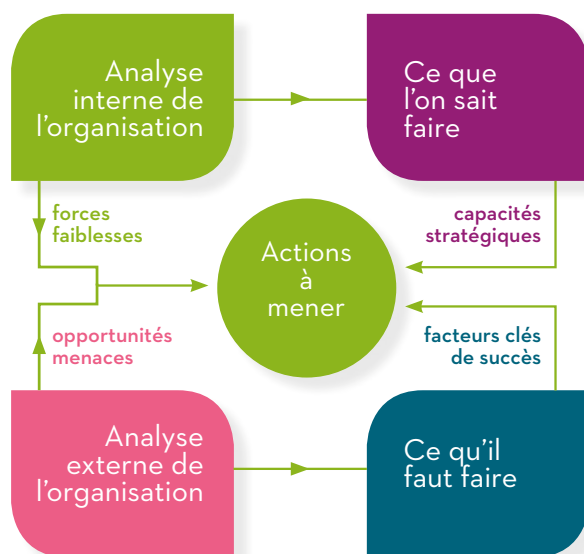 Analyse
interne de
l'organisation
Ce que
l'on sait
faire
forces
faiblesses
capacités
stratégiques
Actions
à
mener
opportunités
menaces
facteurs clés
de succès
Analyse
externe de
l'organisation
Ce qu'il
faut faire